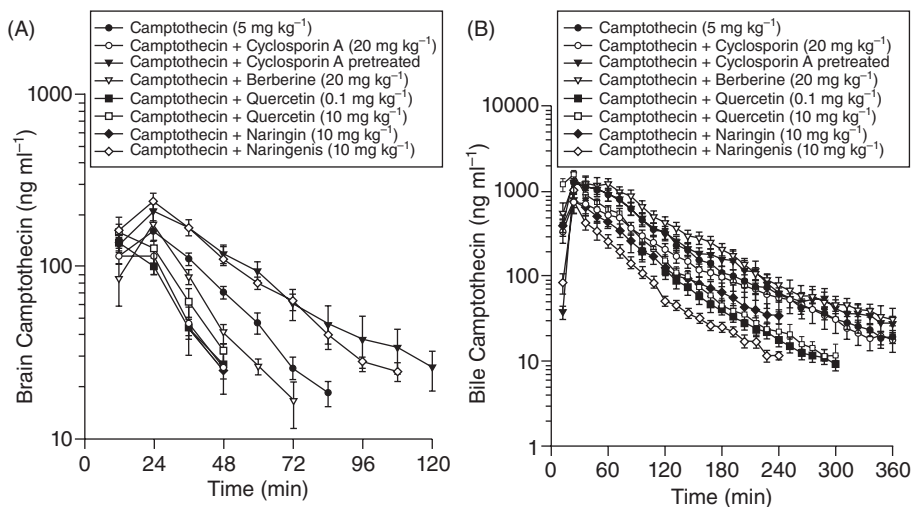 (A)
Camptothecin (5 mg kg⁻¹)
Camptothecin + Cyclosporin A (20 mg kg⁻¹)
Camptothecin + Cyclosporin A pretreated
Camptothecin + Berberine (20 mg kg⁻¹)
Camptothecin + Quercetin (0.1 mg kg⁻¹)
Camptothecin + Quercetin (10 mg kg⁻¹)
Camptothecin + Naringin (10 mg kg⁻¹)
Camptothecin + Naringenis (10 mg kg⁻¹)
Brain Camptothecin (ng ml⁻¹)
1000
100
10
0 24 48 72 96 120
Time (min)
(B)
Camptothecin (5 mg kg⁻¹)
Camptothecin + Cyclosporin (20 mg kg⁻¹)
Camptothecin + Cyclosporin A pretreated
Camptothecin + Berberine (20 mg kg⁻¹)
Camptothecin + Quercetin (0.1 mg kg⁻¹)
Camptothecin + Quercetin (10 mg kg⁻¹)
Camptothecin + Naringin (10 mg kg⁻¹)
Camptothecin + Naringenis (10 mg kg⁻¹)
Bile Camptothecin (ng ml⁻¹)
10000
1000
100
10
1
0 60 120 180 240 300 360
Time (min)